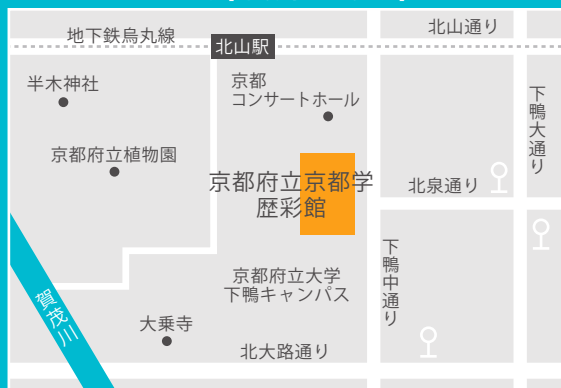 北山通り
地下鉄烏丸線
北山駅
半木神社
京都
コンサートホール
下鴨大通り
京都府立植物園
京都府立京都学
歴彩館
北泉通り
下鴨中通り
京都府立大学
下鴨キャンパス
賀茂川
大乗寺
北大路通り